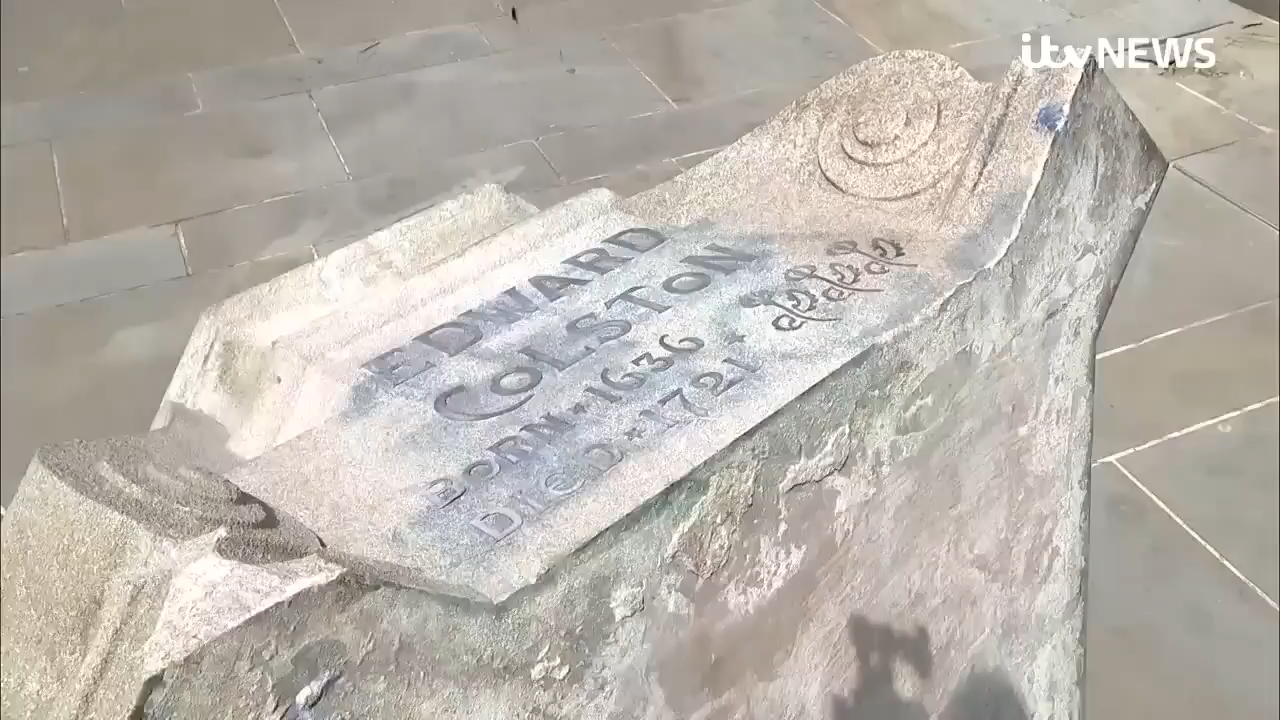 itv NEWS
EDWARD
COLSTON
BORN • 1636
DIED • 1721